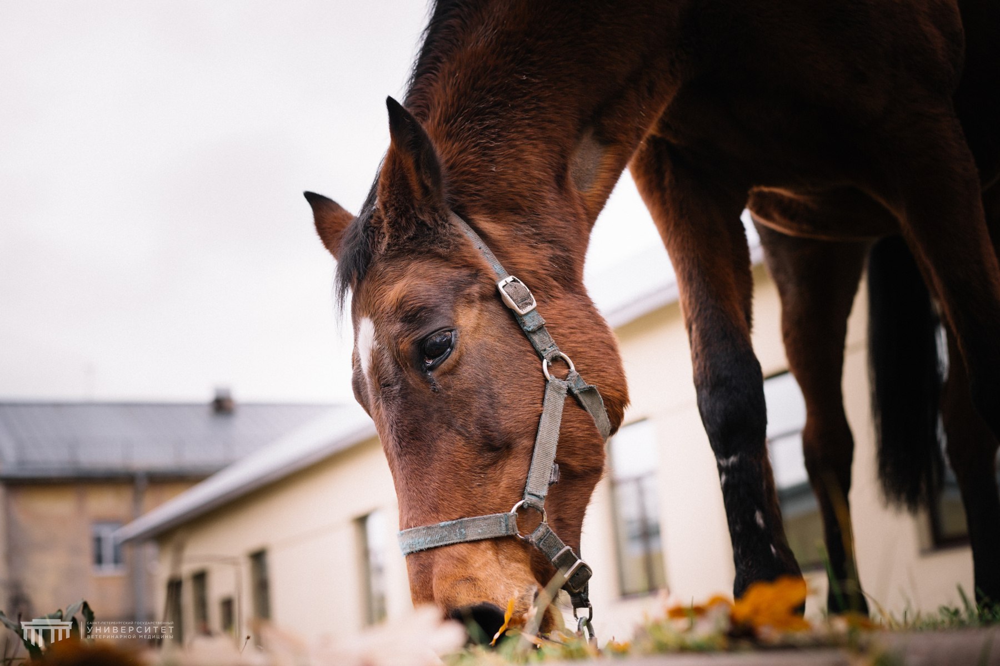 САНКТ-ПЕТЕРБУРГСКИЙ ГОСУДАРСТВЕННЫЙ
УНИВЕРСИТЕТ
ВЕТЕРИНАРНОЙ МЕДИЦИНЫ